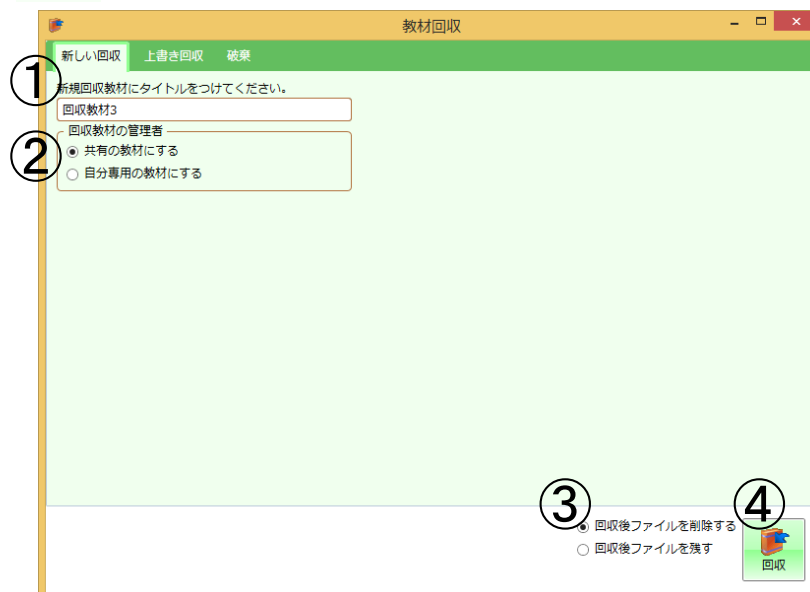 教材回収
新しい回収 上書き回収 破棄
①
新規回収教材にタイトルをつけてください。
回収教材3
②
回収教材の管理者
共有の教材にする
自分専用の教材にする
③
回収後ファイルを削除する
回収後ファイルを残す
④
回収